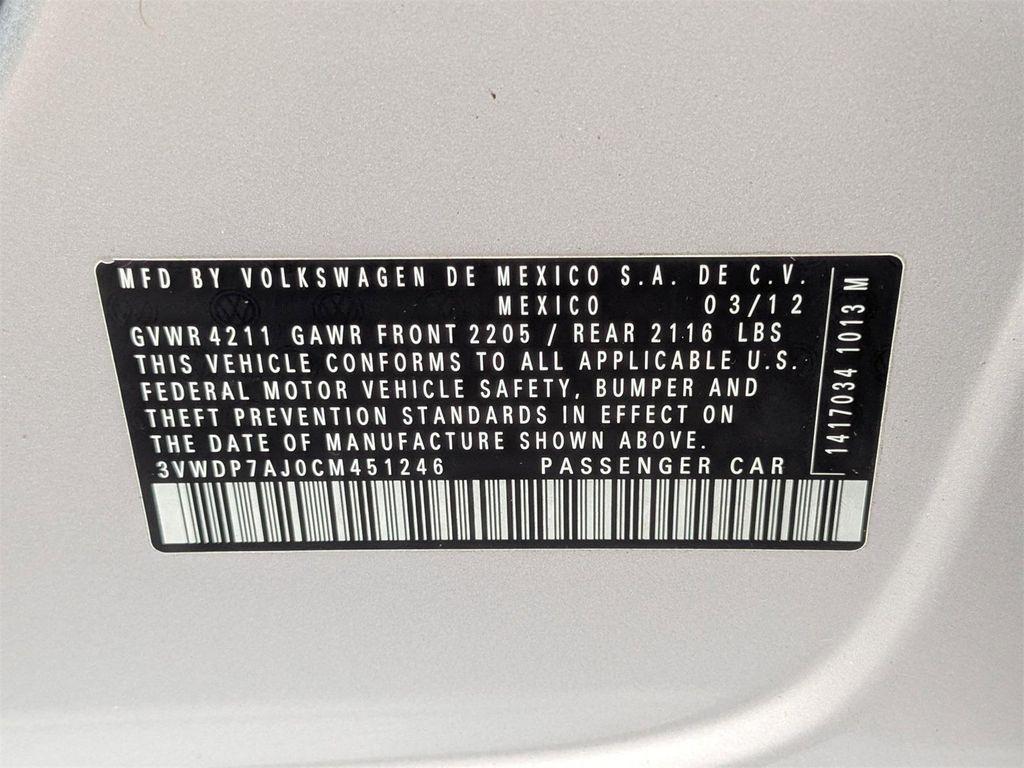 MFD BY VOLKSWAGEN DE MEXICO S.A. DE C.V.
MEXICO 03/12
GVWR 4211 GAWR FRONT 2205 / REAR 2116 LBS
THIS VEHICLE CONFORMS TO ALL APPLICABLE U.S.
FEDERAL MOTOR VEHICLE SAFETY, BUMPER AND
THEFT PREVENTION STANDARDS IN EFFECT ON
THE DATE OF MANUFACTURE SHOWN ABOVE.
3VWDP7AJ0CM451246 PASSENGER CAR
1417034 1013 M